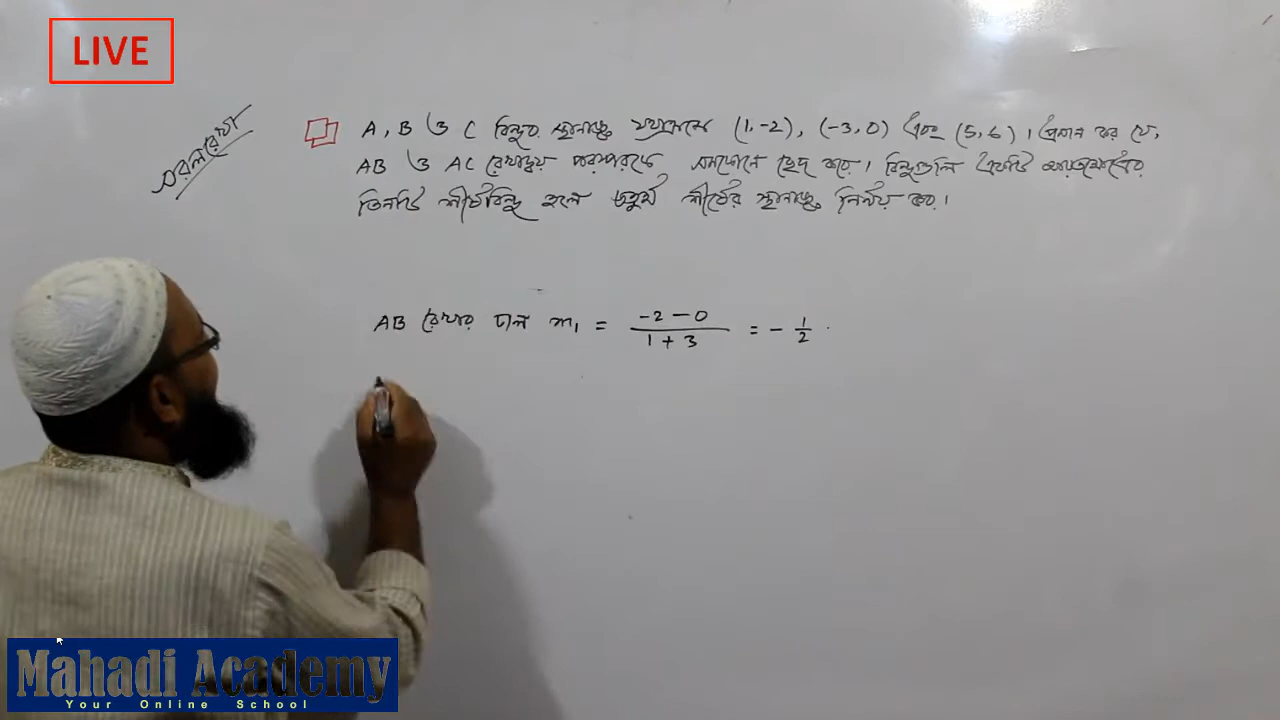 LIVE
সরলরেখা
A, B ও C বিন্দুর স্থানাঙ্ক যথাক্রমে (1,-2), (-3, 0) এবং (5, 6) । প্রমাণ কর যে,
AB ও AC রেখাদ্বয় পরস্পরকে সমকোণে ছেদ করে । বিন্দুগুলি একটি আয়তক্ষেত্রের
তিনটি শীর্ষবিন্দু হলে চতুর্থ শীর্ষের স্থানাঙ্ক নির্ণয় কর ।
AB রেখার ঢাল m₁ = (-2 - 0)/(1 + 3) = - 1/2 .
Mahadi Academy
Your Online School